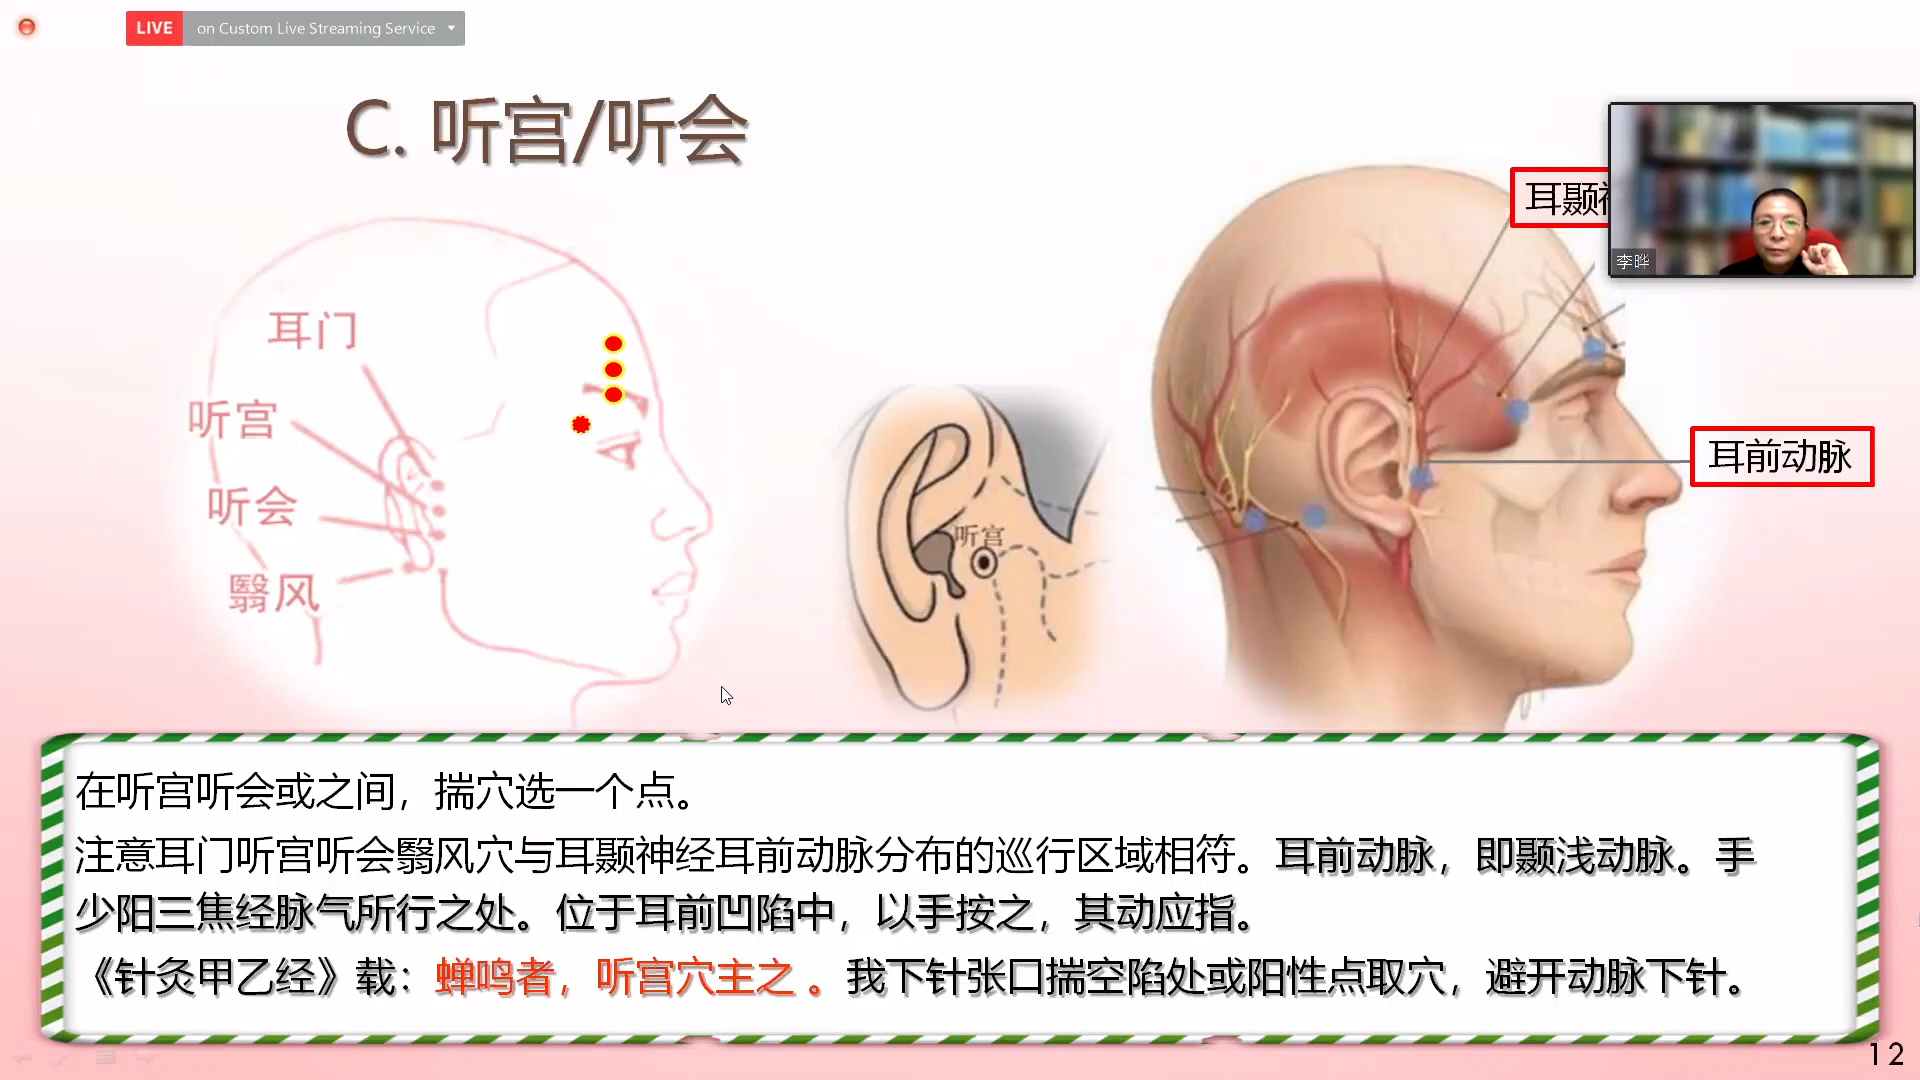 LIVE on Custom Live Streaming Service
C. 听宫/听会
耳颞
李晔
耳门
听宫
听会
翳风
听宫
耳前动脉
在听宫听会或之间，揣穴选一个点。
注意耳门听宫听会翳风穴与耳颞神经耳前动脉分布的巡行区域相符。耳前动脉，即颞浅动脉。手
少阳三焦经脉气所行之处。位于耳前凹陷中，以手按之，其动应指。
《针灸甲乙经》载：蝉鸣者，听宫穴主之 。我下针张口揣空陷处或阳性点取穴，避开动脉下针。
12